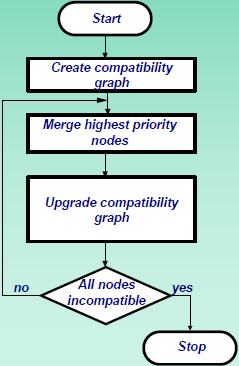 Start
Create compatibility
graph
Merge highest priority
nodes
Upgrade compatibility
graph
All nodes
incompatible
no
yes
Stop